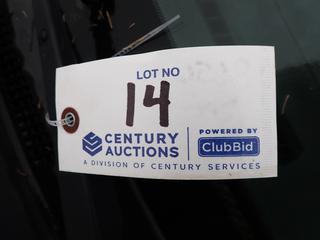 LOT NO
14
CENTURY AUCTIONS
POWERED BY
ClubBid
A DIVISION OF CENTURY SERVICES